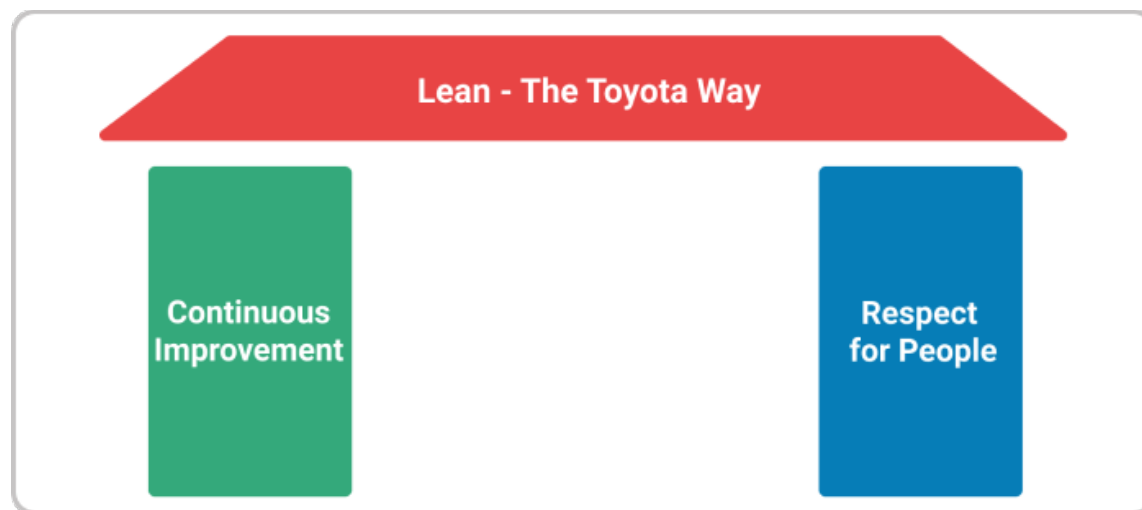 Lean - The Toyota Way
Continuous
Improvement
Respect
for People